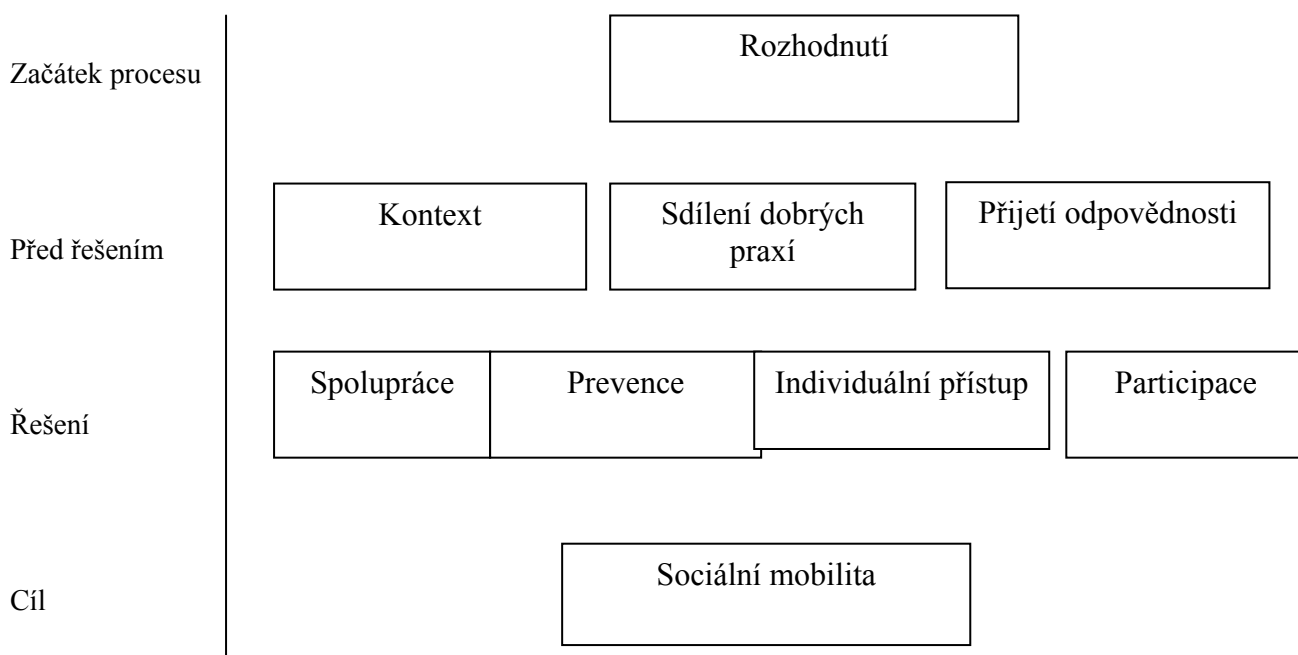 Začátek procesu
Rozhodnutí
Před řešením
Kontext
Sdílení dobrých
praxí
Přijetí odpovědnosti
Řešení
Spolupráce
Prevence
Individuální přístup
Participace
Cíl
Sociální mobilita